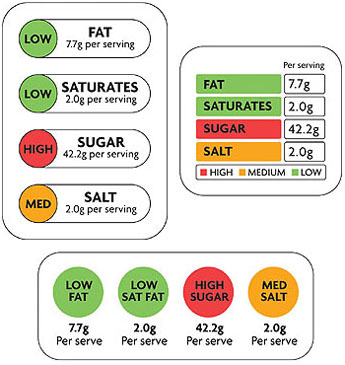 LOW
FAT
7.7g per serving
LOW
SATURATES
2.0g per serving
HIGH
SUGAR
42.2g per serving
MED
SALT
2.0g per serving
Per serving
FAT 7.7g
SATURATES 2.0g
SUGAR 42.2g
SALT 2.0g
HIGH MEDIUM LOW
LOW
FAT
7.7g
Per serve
LOW
SAT FAT
2.0g
Per serve
HIGH
SUGAR
42.2g
Per serve
MED
SALT
2.0g
Per serve